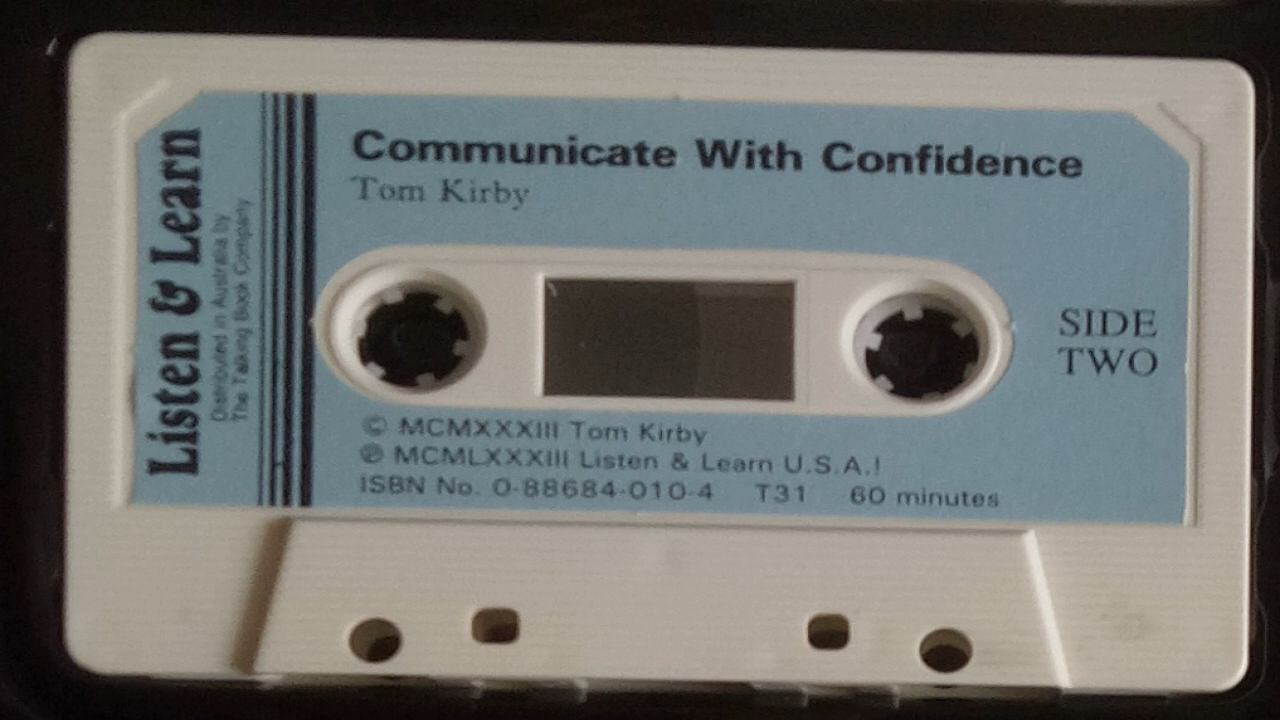 Listen & Learn
Distributed in Australia by
The Talking Book Company
Communicate With Confidence
Tom Kirby
SIDE
TWO
© MCMXXXIII Tom Kirby
℗ MCMLXXXIII Listen & Learn U.S.A.!
ISBN No. 0-88684-010-4 T31 60 minutes